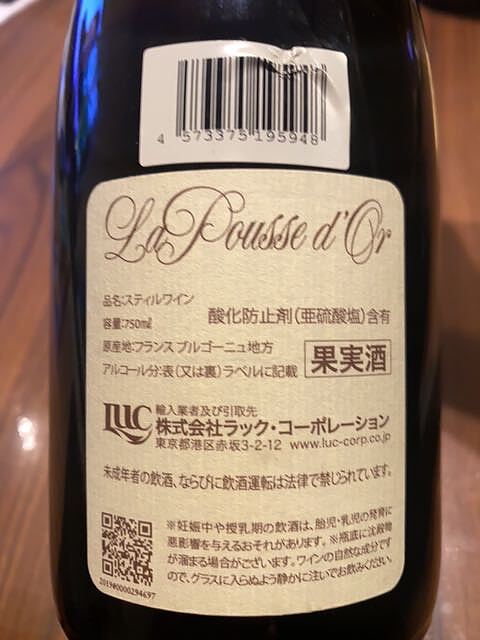 4 573375 195948
La Pousse d'Or
品名:スティルワイン
容量:750㎖
酸化防止剤(亜硫酸塩)含有
原産地:フランス ブルゴーニュ地方
アルコール分:表(又は裏)ラベルに記載
果実酒
LUC
輸入業者及び引取先
株式会社ラック・コーポレーション
東京都港区赤坂3-2-12 www.luc-corp.co.jp
未成年者の飲酒、ならびに飲酒運転は法律で禁じられています。
※妊娠中や授乳期の飲酒は、胎児・乳児の発育に
悪影響を与えるおそれがあります。※瓶底に沈殿物
が溜まる場合がございます。ワインの自然な成分です
ので、グラスに入らぬよう静かに注いでお飲みください。
2019#0000294697